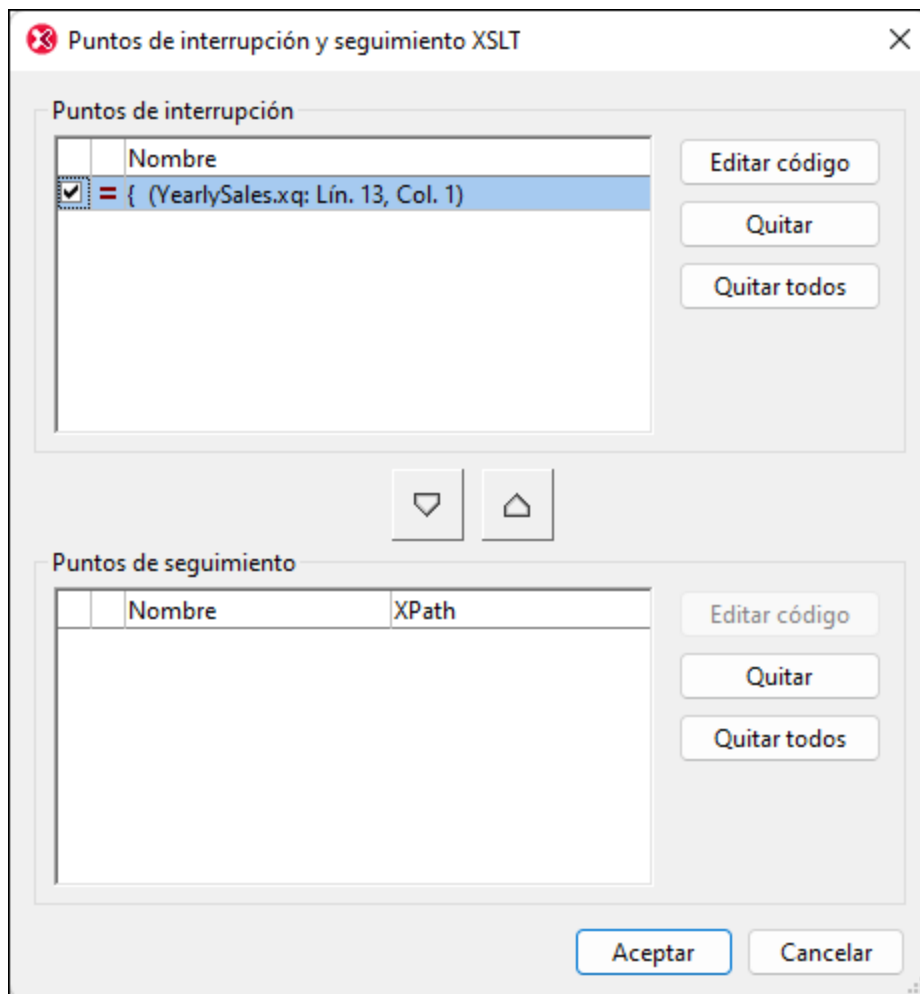 Puntos de interrupción y seguimiento XSLT
Puntos de interrupción
Nombre
Editar código
= { (YearlySales.xq: Lín. 13, Col. 1)
Quitar
Quitar todos
Puntos de seguimiento
Nombre XPath
Editar código
Quitar
Quitar todos
Aceptar Cancelar